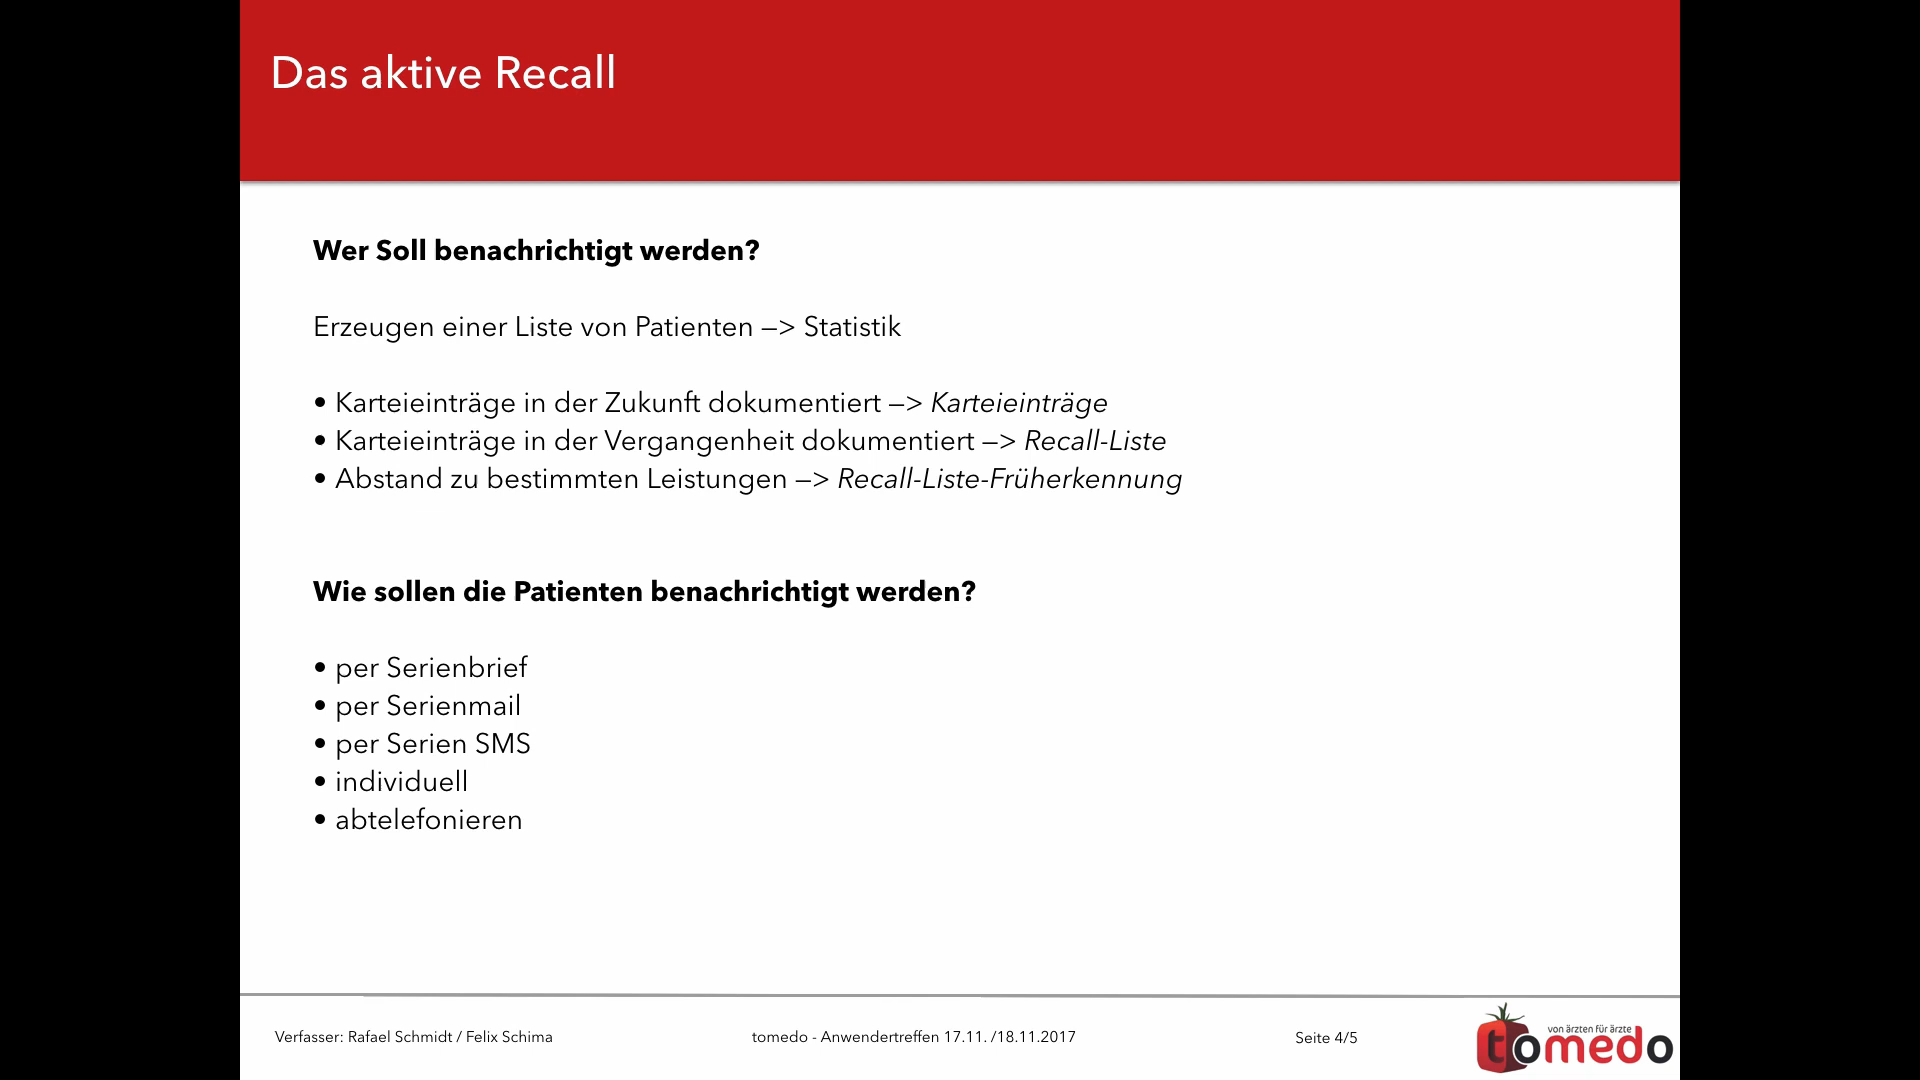 Das aktive Recall
Wer Soll benachrichtigt werden?
Erzeugen einer Liste von Patienten —> Statistik
• Karteieinträge in der Zukunft dokumentiert —> Karteieinträge
• Karteieinträge in der Vergangenheit dokumentiert —> Recall-Liste
• Abstand zu bestimmten Leistungen —> Recall-Liste-Früherkennung
Wie sollen die Patienten benachrichtigt werden?
• per Serienbrief
• per Serienmail
• per Serien SMS
• individuell
• abtelefonieren
Verfasser: Rafael Schmidt / Felix Schima
tomedo - Anwendertreffen 17.11. /18.11.2017
Seite 4/5
von ärzten für ärzte
tomedo